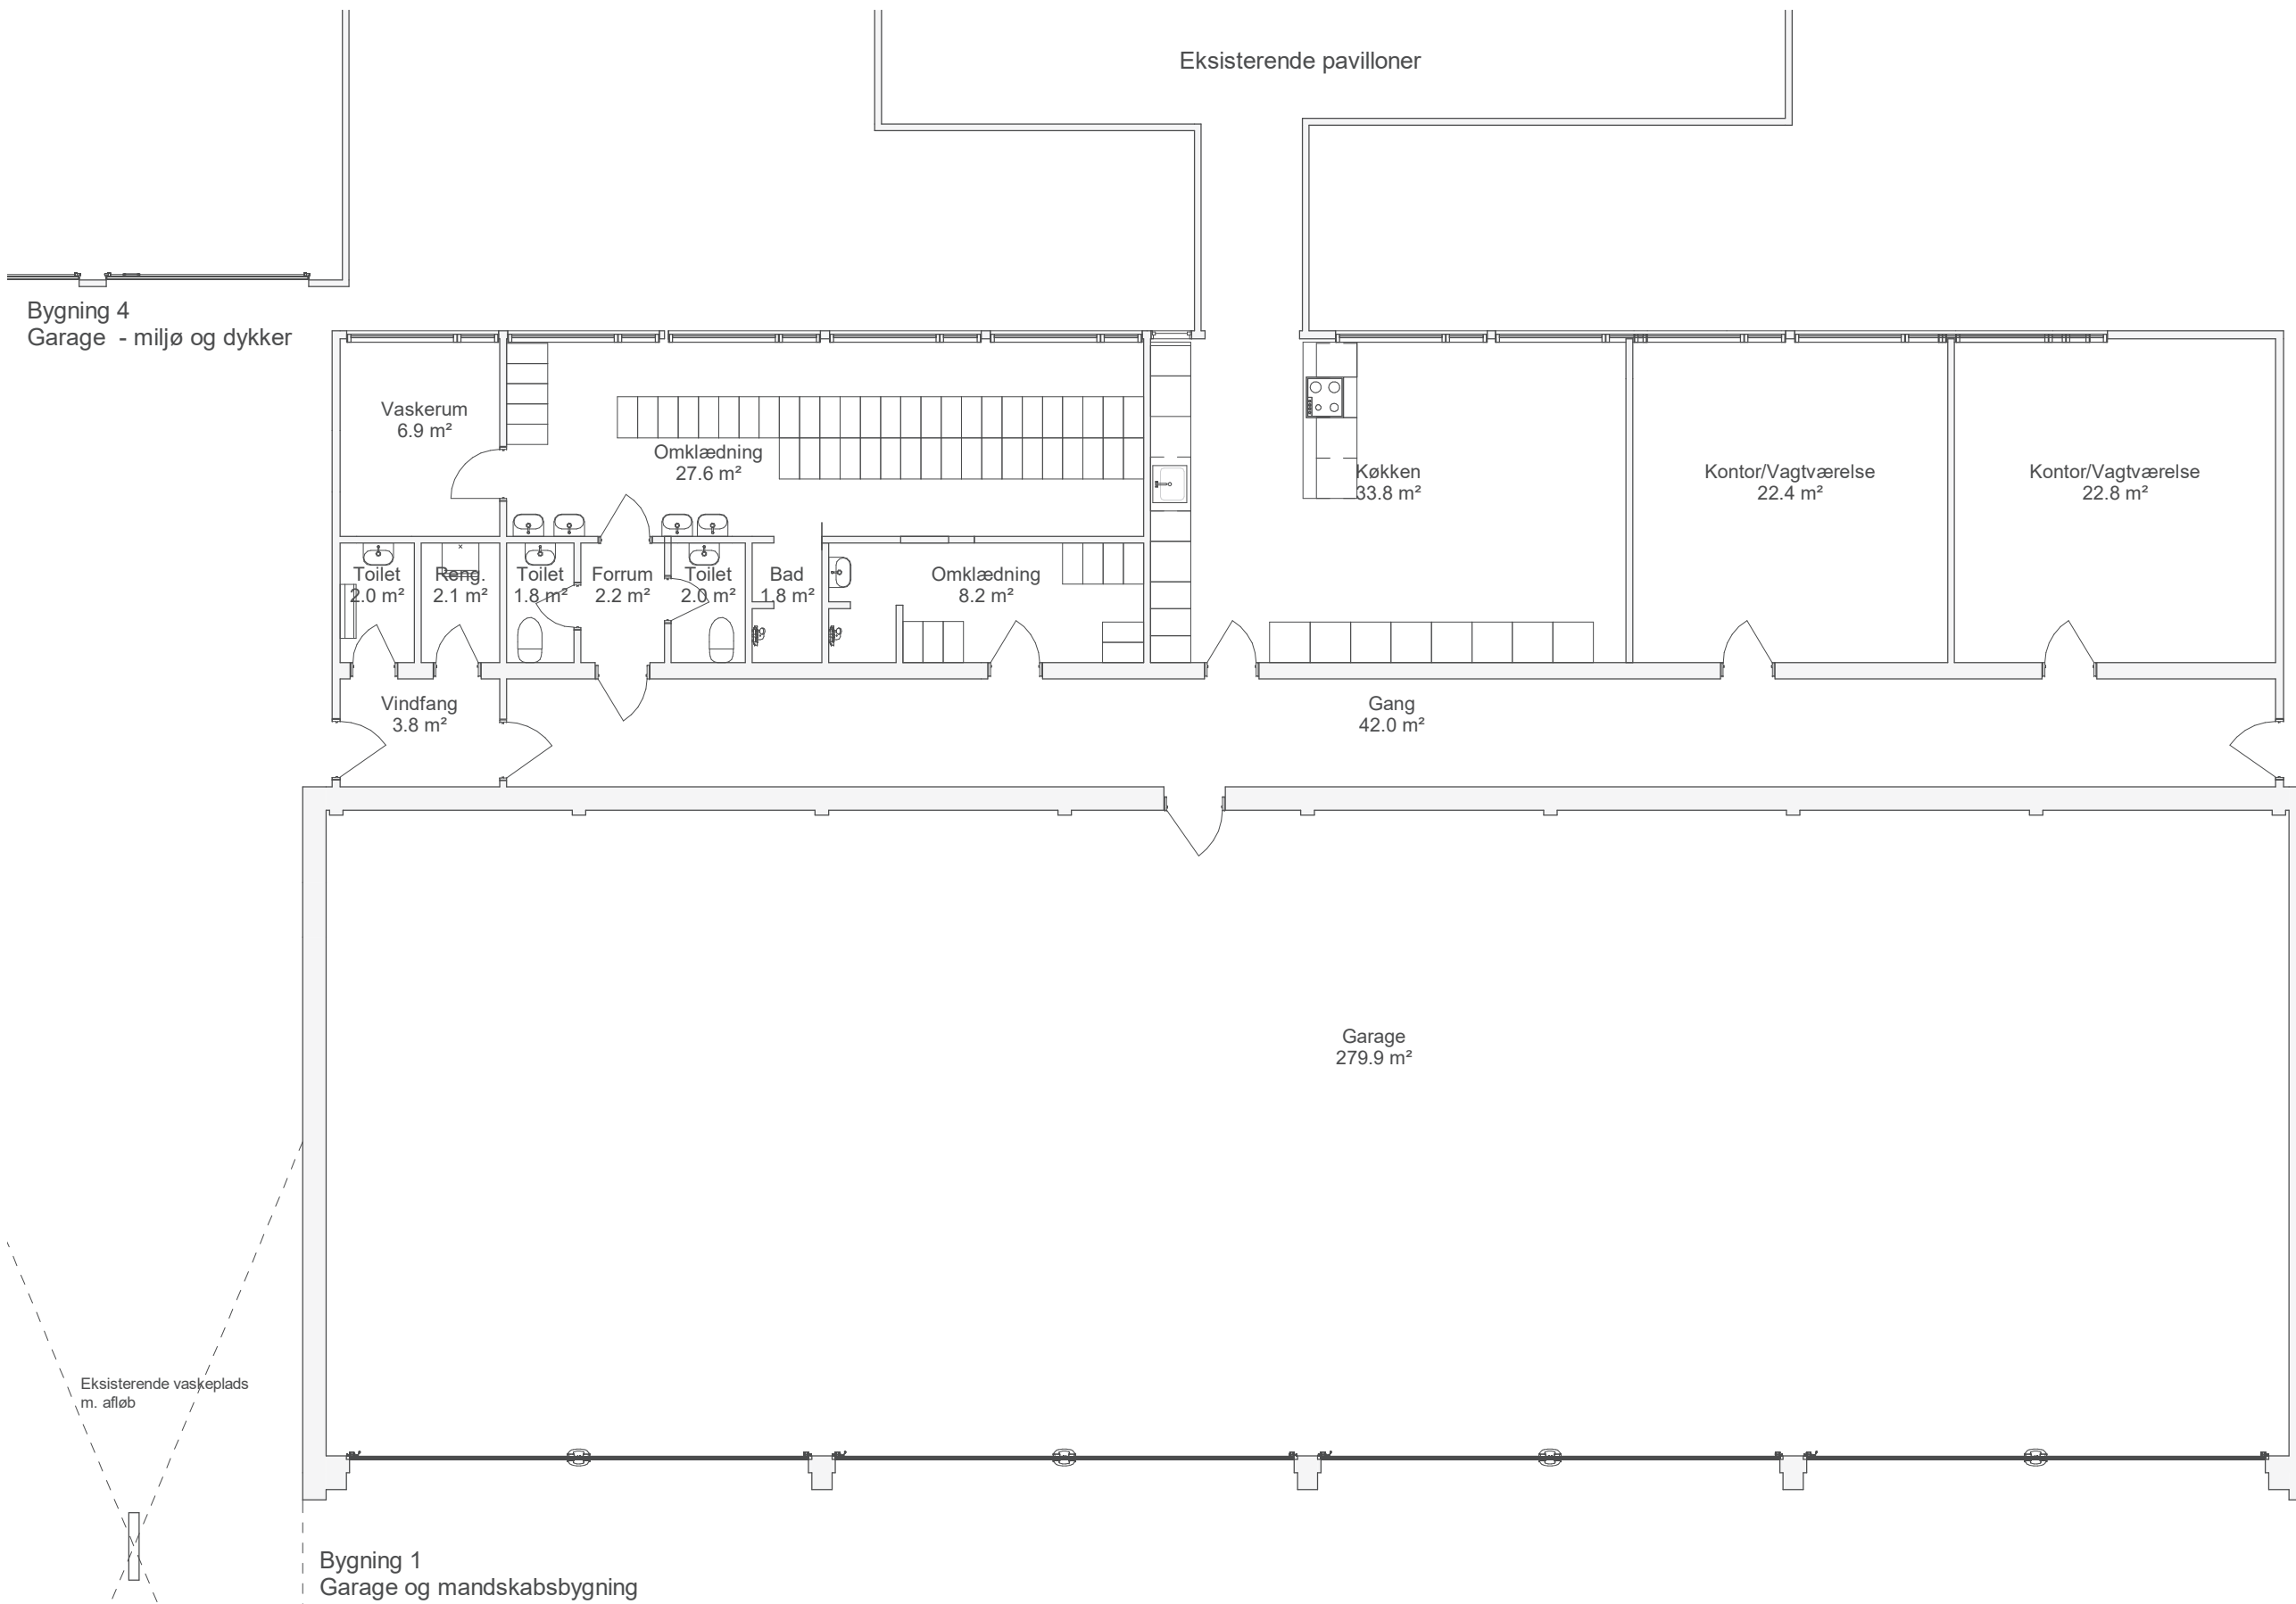 Eksisterende pavilloner
Bygning 4
Garage - miljø og dykker
Vaskerum
6.9 m²
Omklædning
27.6 m²
Køkken
33.8 m²
Kontor/Vagtværelse
22.4 m²
Kontor/Vagtværelse
22.8 m²
Toilet
2.0 m²
Reng.
2.1 m²
Toilet
1.8 m²
Forrum
2.2 m²
Toilet
2.0 m²
Bad
1.8 m²
Omklædning
8.2 m²
Vindfang
3.8 m²
Gang
42.0 m²
Garage
279.9 m²
Eksisterende vaskeplads
m. afløb
Bygning 1
Garage og mandskabsbygning